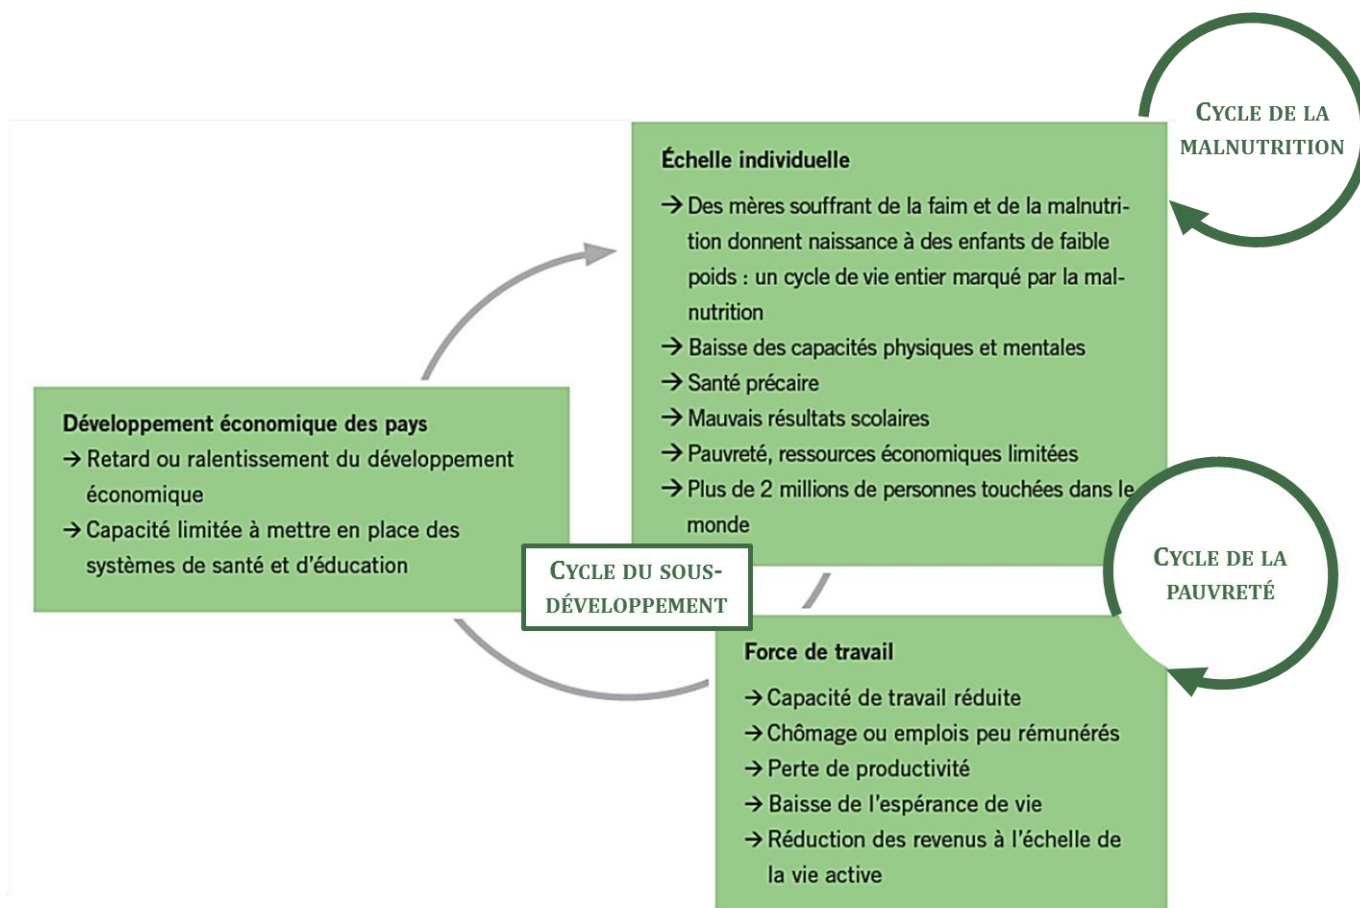 CYCLE DE LA
MALNUTRITION
Échelle individuelle
→ Des mères souffrant de la faim et de la malnutri-
tion donnent naissance à des enfants de faible
poids : un cycle de vie entier marqué par la mal-
nutrition
→ Baisse des capacités physiques et mentales
→ Santé précaire
→ Mauvais résultats scolaires
→ Pauvreté, ressources économiques limitées
→ Plus de 2 millions de personnes touchées dans le
monde
Développement économique des pays
→ Retard ou ralentissement du développement
économique
→ Capacité limitée à mettre en place des
systèmes de santé et d'éducation
CYCLE DU SOUS-
DÉVELOPPEMENT
CYCLE DE LA
PAUVRETÉ
Force de travail
→ Capacité de travail réduite
→ Chômage ou emplois peu rémunérés
→ Perte de productivité
→ Baisse de l'espérance de vie
→ Réduction des revenus à l'échelle de
la vie active